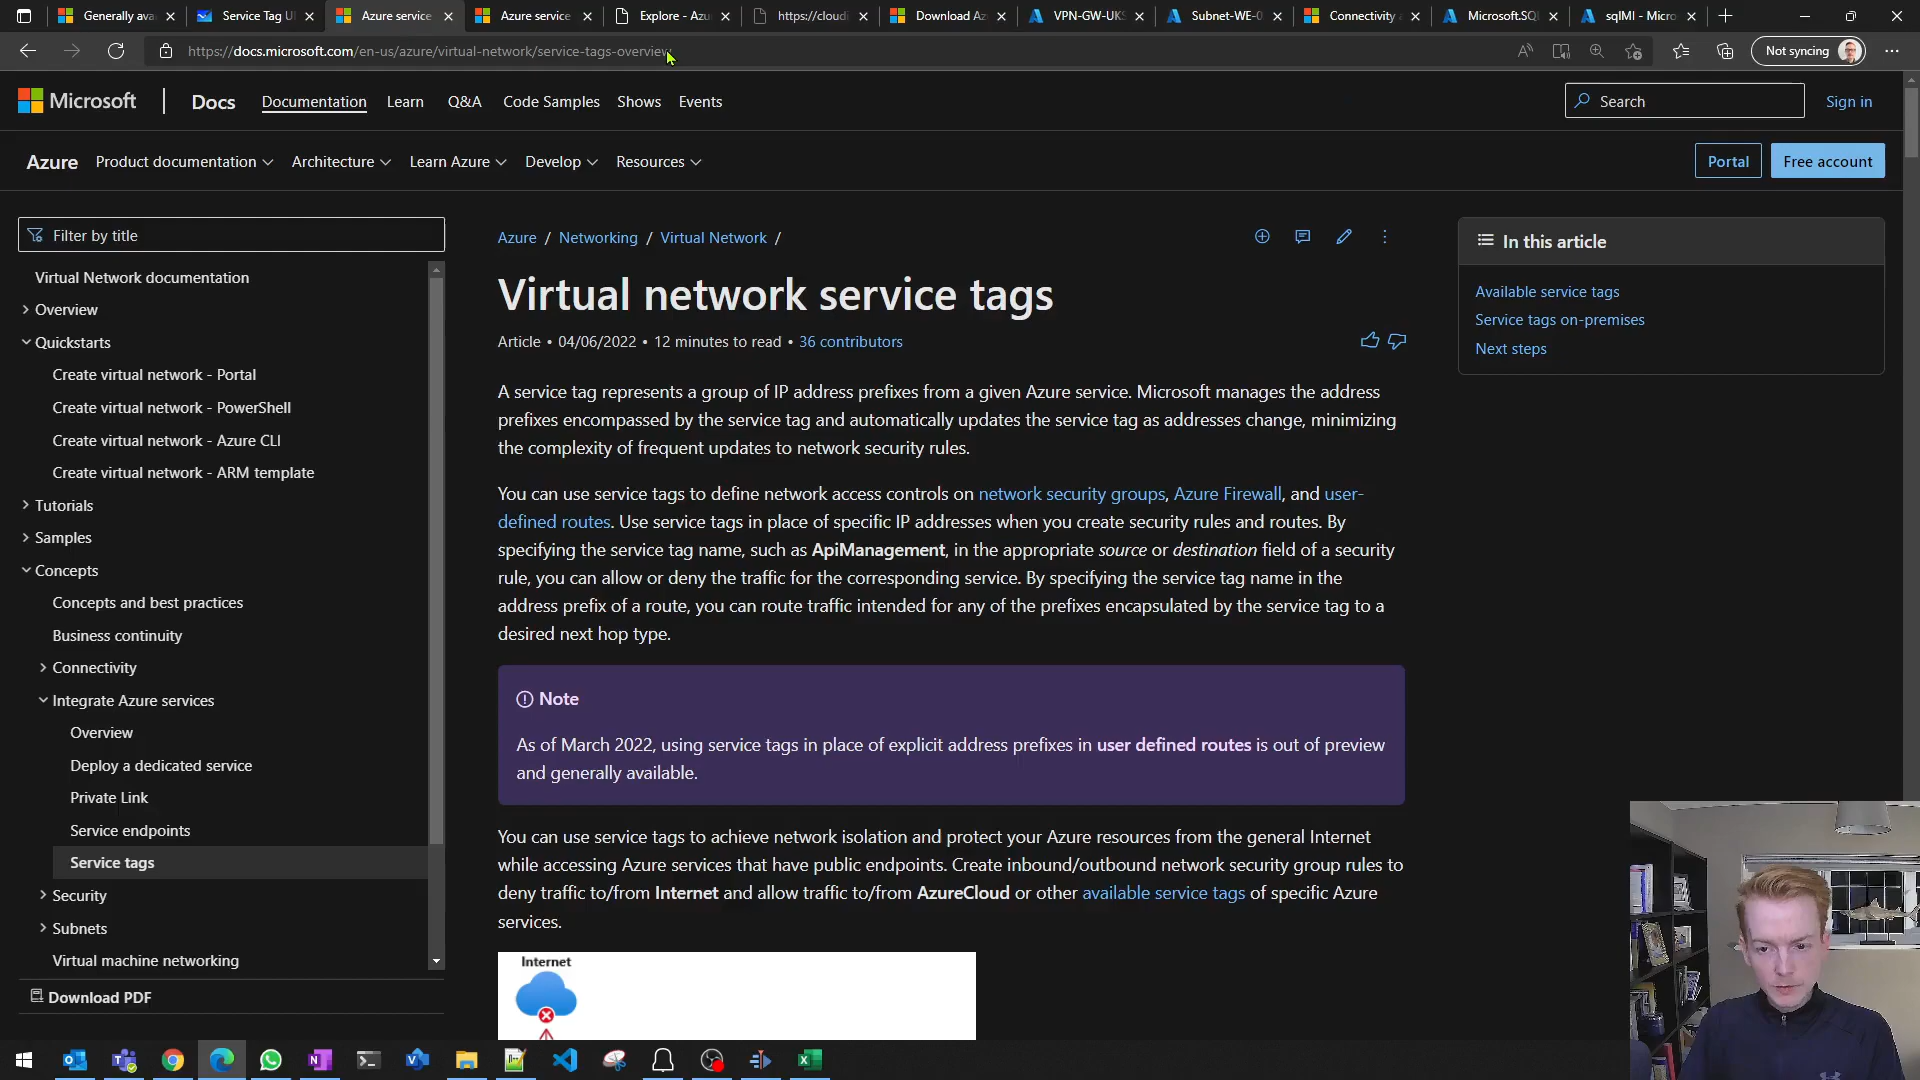 Generally ava
Service Tag U
Azure service
Azure service
Explore - Azu
https://cloudi
Download Az
VPN-GW-UKS
Subnet-WE-0
Connectivity
Microsoft.SQL
sqlMI - Micro
https://docs.microsoft.com/en-us/azure/virtual-network/service-tags-overview
Not syncing
Microsoft
Docs
Documentation
Learn
Q&A
Code Samples
Shows
Events
Search
Sign in
Azure
Product documentation
Architecture
Learn Azure
Develop
Resources
Portal
Free account
Filter by title
Virtual Network documentation
Overview
Quickstarts
Create virtual network - Portal
Create virtual network - PowerShell
Create virtual network - Azure CLI
Create virtual network - ARM template
Tutorials
Samples
Concepts
Concepts and best practices
Business continuity
Connectivity
Integrate Azure services
Overview
Deploy a dedicated service
Private Link
Service endpoints
Service tags
Security
Subnets
Virtual machine networking
Download PDF
Azure / Networking / Virtual Network /
Virtual network service tags
Article • 04/06/2022 • 12 minutes to read • 36 contributors
A service tag represents a group of IP address prefixes from a given Azure service. Microsoft manages the address
prefixes encompassed by the service tag and automatically updates the service tag as addresses change, minimizing
the complexity of frequent updates to network security rules.
You can use service tags to define network access controls on network security groups, Azure Firewall, and user-
defined routes. Use service tags in place of specific IP addresses when you create security rules and routes. By
specifying the service tag name, such as ApiManagement, in the appropriate source or destination field of a security
rule, you can allow or deny the traffic for the corresponding service. By specifying the service tag name in the
address prefix of a route, you can route traffic intended for any of the prefixes encapsulated by the service tag to a
desired next hop type.
Note
As of March 2022, using service tags in place of explicit address prefixes in user defined routes is out of preview
and generally available.
You can use service tags to achieve network isolation and protect your Azure resources from the general Internet
while accessing Azure services that have public endpoints. Create inbound/outbound network security group rules to
deny traffic to/from Internet and allow traffic to/from AzureCloud or other available service tags of specific Azure
services.
Internet
In this article
Available service tags
Service tags on-premises
Next steps